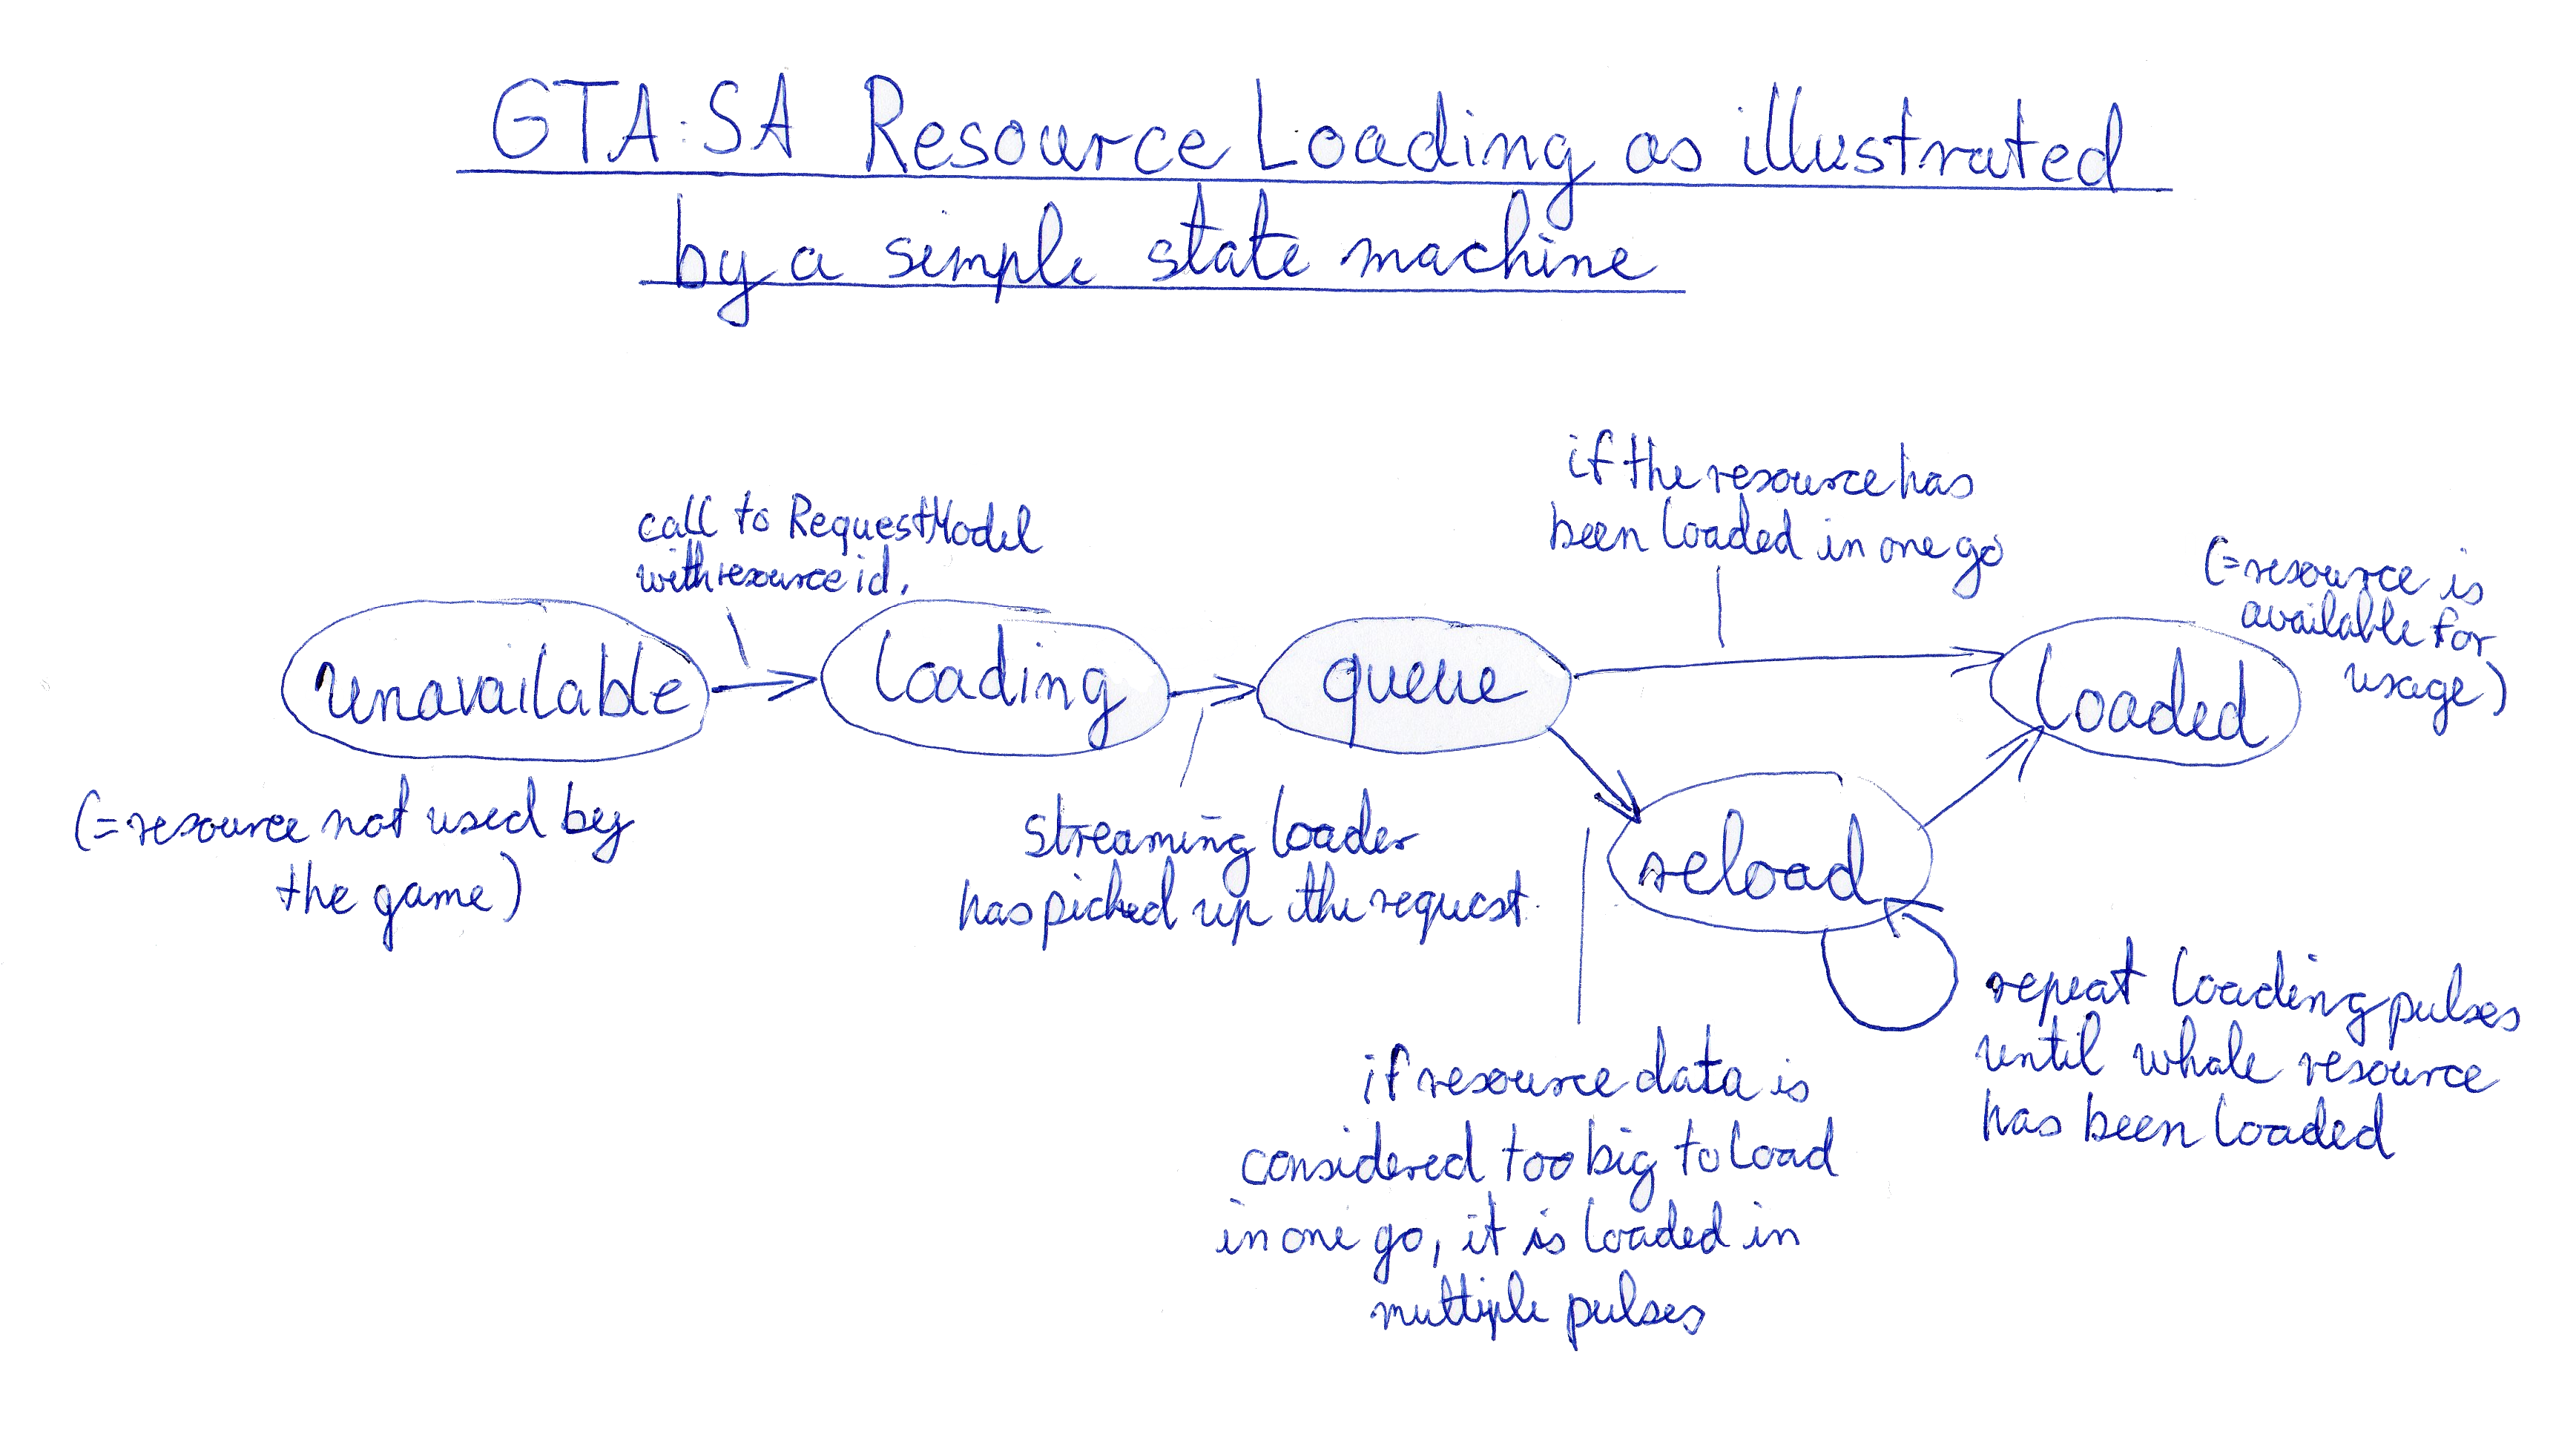 GTA:SA Resource Loading as illustrated
by a simple state machine
if the resource has
been loaded in one go
call to RequestModel
with resource id.
(=resource is
available for
usage)
unavailable
loading
queue
loaded
(=resource not used by
the game)
streaming loader
has picked up the request
reload
repeat loading pulses
until whole resource
has been loaded
if resource data is
considered too big to load
in one go, it is loaded in
multiple pulses